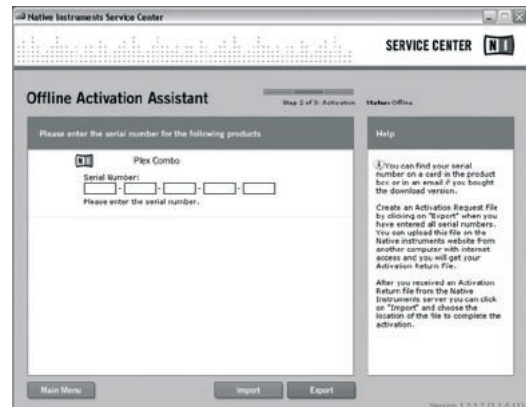 Native Instruments Service Center
SERVICE CENTER NI
Offline Activation Assistant
Step 2 of 3: Activation
Status: Offline
Please enter the serial number for the following products
NI Plex Combo
Serial Number:
- - - -
Please enter the serial number.
Main Menu
Import
Export
Help
You can find your serial
number on a card in the product
box or in an email if you bought
the download version.
Create an Activation Request File
by clicking on "Export" when you
have entered all serial numbers.
You can upload this file on the
Native Instruments website from
another computer with internet
access and you will get your
Activation Return File.
After you received an Activation
Return file from the Native
Instruments server you can click
on "Import" and choose the
location of the file to complete the
activation.
Version